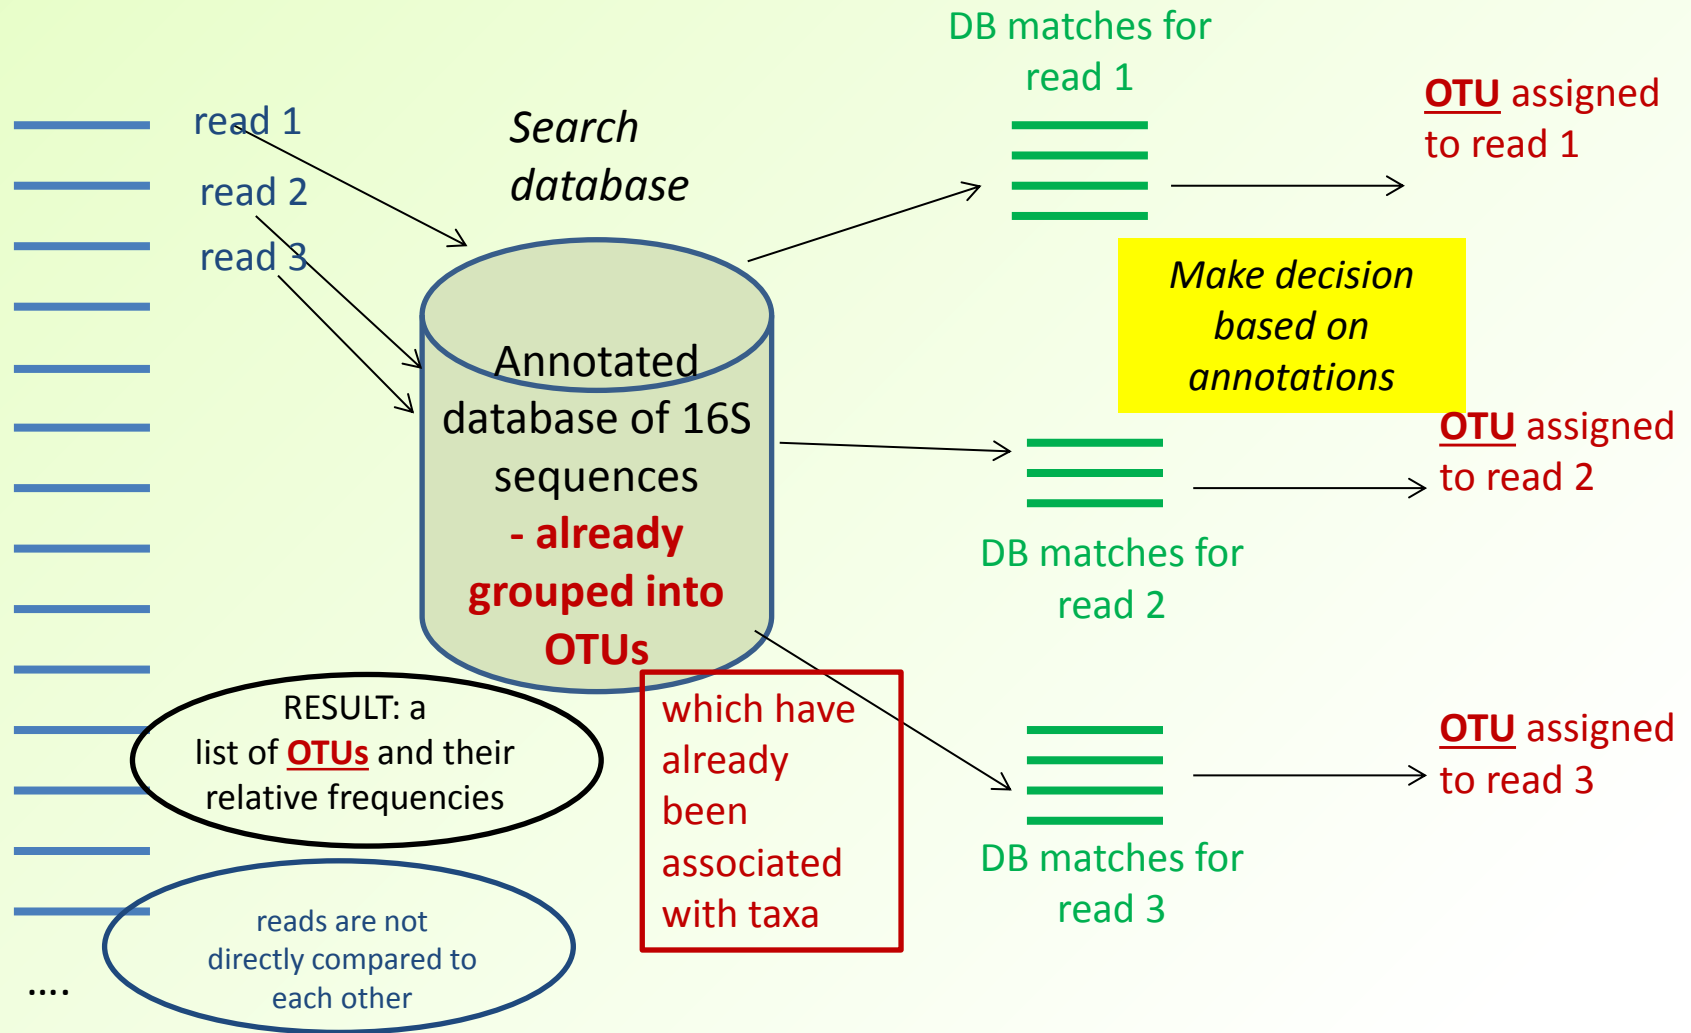 DB matches for
read 1
OTU assigned
to read 1
read 1
read 2
read 3
Search
database
Make decision
based on
annotations
Annotated
database of 16S
sequences
- already
grouped into
OTUs
OTU assigned
to read 2
DB matches for
read 2
which have
already
been
associated
with taxa
RESULT: a
list of OTUs and their
relative frequencies
OTU assigned
to read 3
DB matches for
read 3
reads are not
directly compared to
each other
....